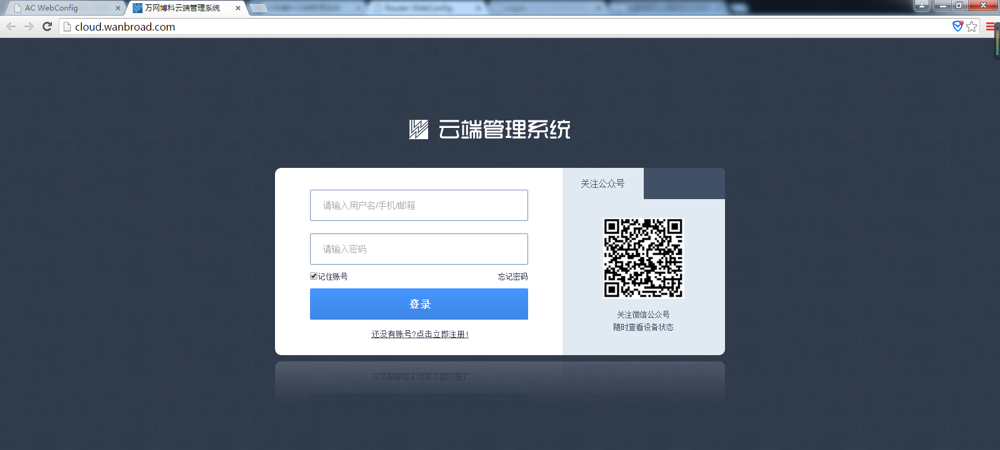 AC WebConfig
万网博科云端管理系统
cloud.wanbroad.com
云端管理系统
关注公众号
请输入用户名/手机/邮箱
请输入密码
记住账号
忘记密码
登录
还没有账号?点击立即注册!
关注微信公众号
随时查看设备状态